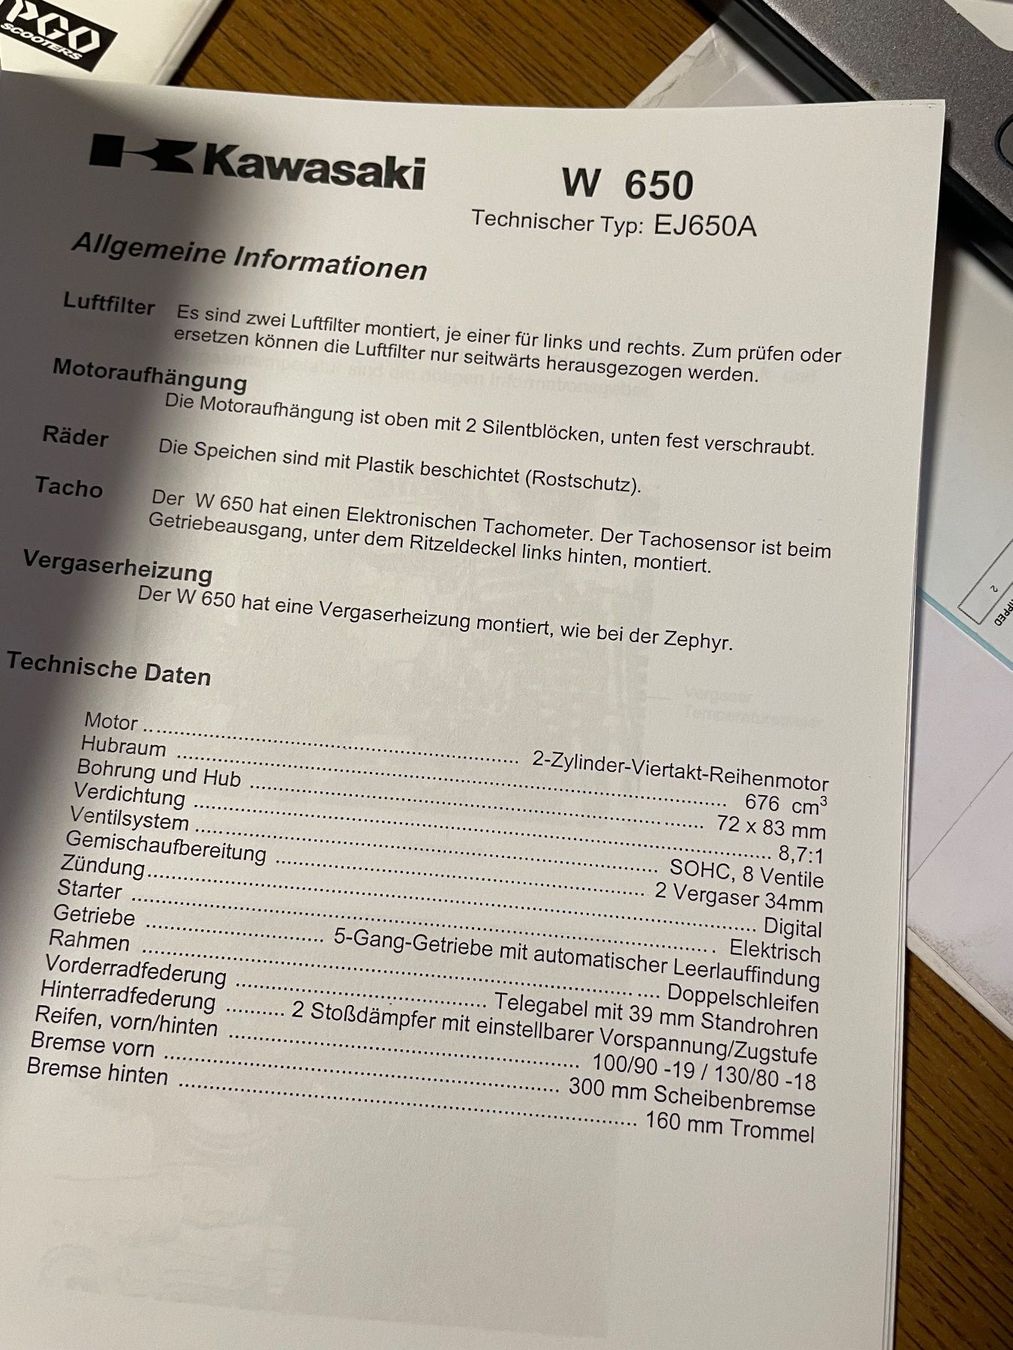 PGO
SCOOTERS
Kawasaki
W 650
Technischer Typ: EJ650A
Allgemeine Informationen
Luftfilter Es sind zwei Luftfilter montiert, je einer für links und rechts. Zum prüfen oder
ersetzen können die Luftfilter nur seitwärts herausgezogen werden.
Motoraufhängung
Die Motoraufhängung ist oben mit 2 Silentblöcken, unten fest verschraubt.
Räder Die Speichen sind mit Plastik beschichtet (Rostschutz).
Tacho Der W 650 hat einen Elektronischen Tachometer. Der Tachosensor ist beim
Getriebeausgang, unter dem Ritzeldeckel links hinten, montiert.
Vergaserheizung
Der W 650 hat eine Vergaserheizung montiert, wie bei der Zephyr.
Technische Daten
Motor ........ 2-Zylinder-Viertakt-Reihenmotor
Hubraum ........ 676 cm³
Bohrung und Hub ........ 72 x 83 mm
Verdichtung ........ 8,7:1
Ventilsystem ........ SOHC, 8 Ventile
Gemischaufbereitung ........ 2 Vergaser 34mm
Zündung ........ Digital
Starter ........ Elektrisch
Getriebe ........ 5-Gang-Getriebe mit automatischer Leerlauffindung
Rahmen ........ Doppelschleifen
Vorderradfederung ........ Telegabel mit 39 mm Standrohren
Hinterradfederung ........ 2 Stoßdämpfer mit einstellbarer Vorspannung/Zugstufe
Reifen, vorn/hinten ........ 100/90 -19 / 130/80 -18
Bremse vorn ........ 300 mm Scheibenbremse
Bremse hinten ........ 160 mm Trommel
2